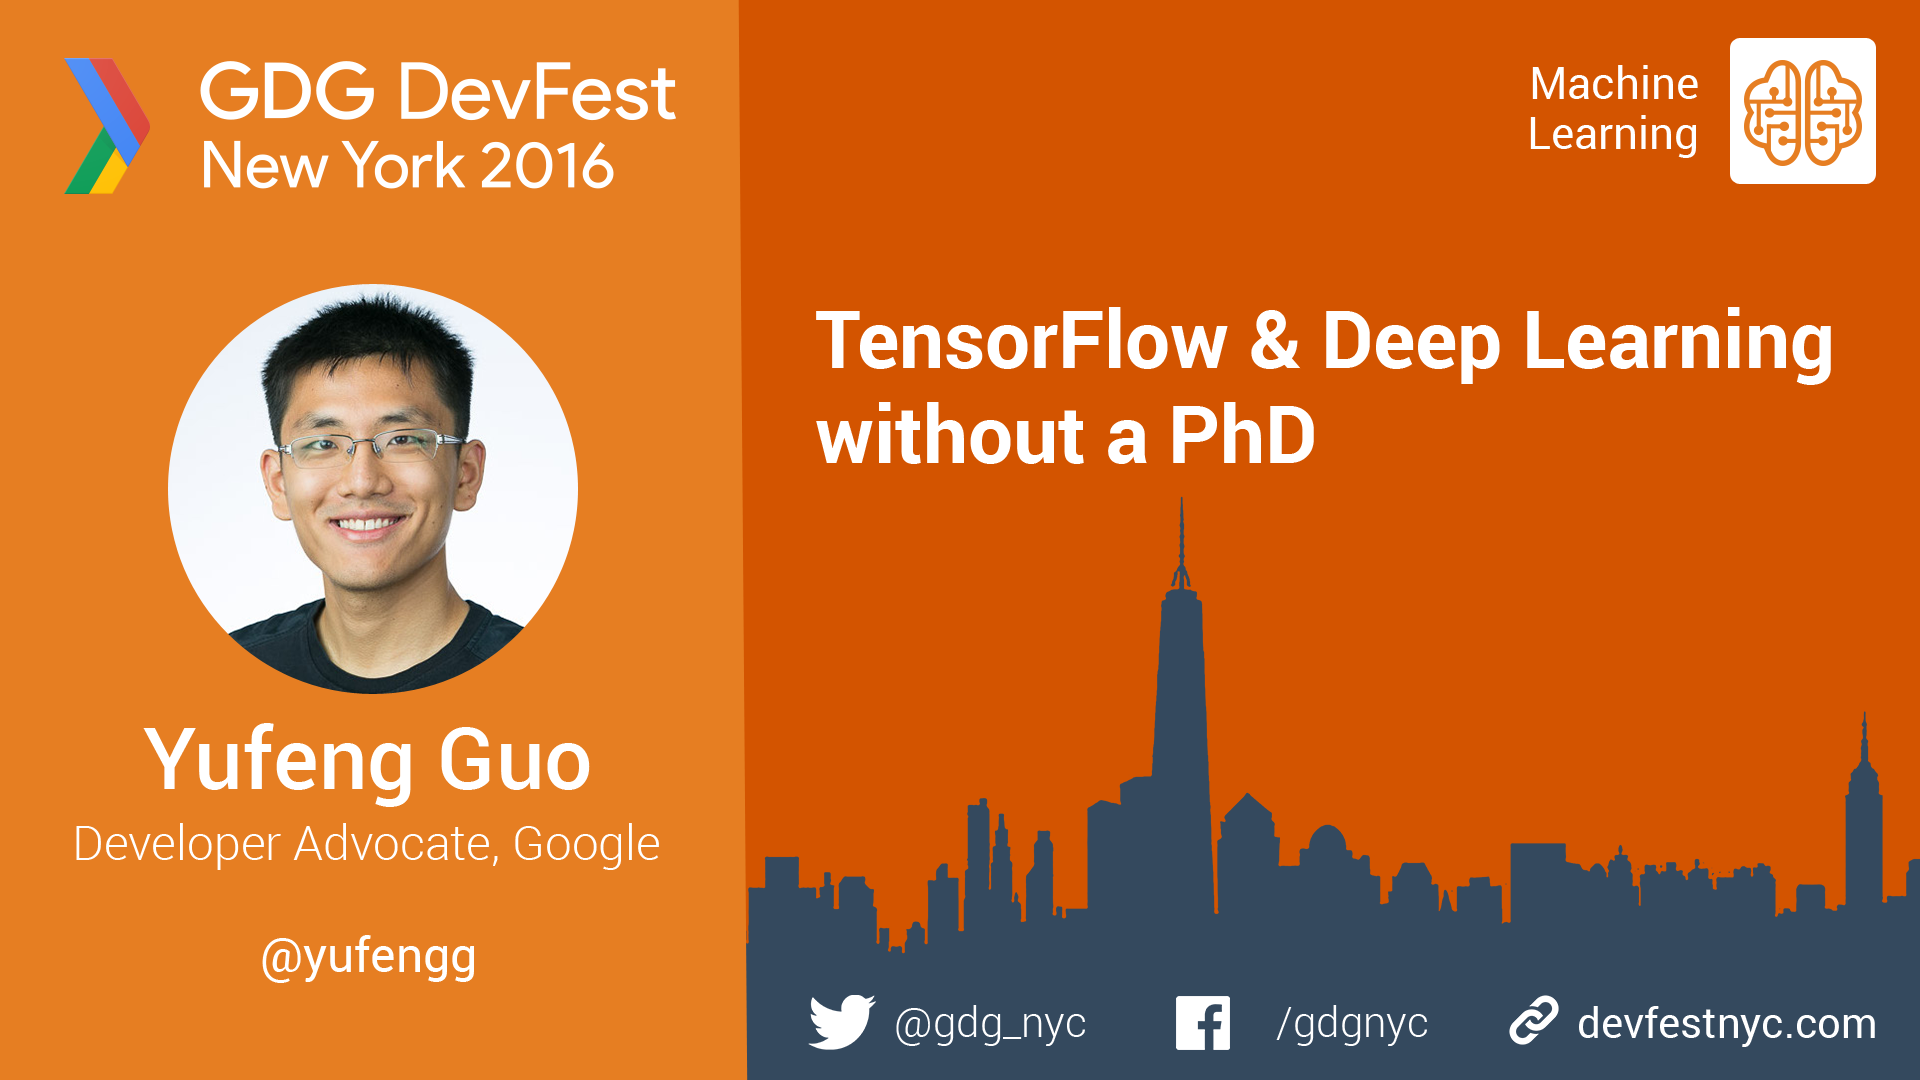 GDG DevFest
New York 2016
Yufeng Guo
Developer Advocate, Google
@yufengg
Machine
Learning
TensorFlow & Deep Learning
without a PhD
@gdg_nyc
/gdgnyc
devfestnyc.com